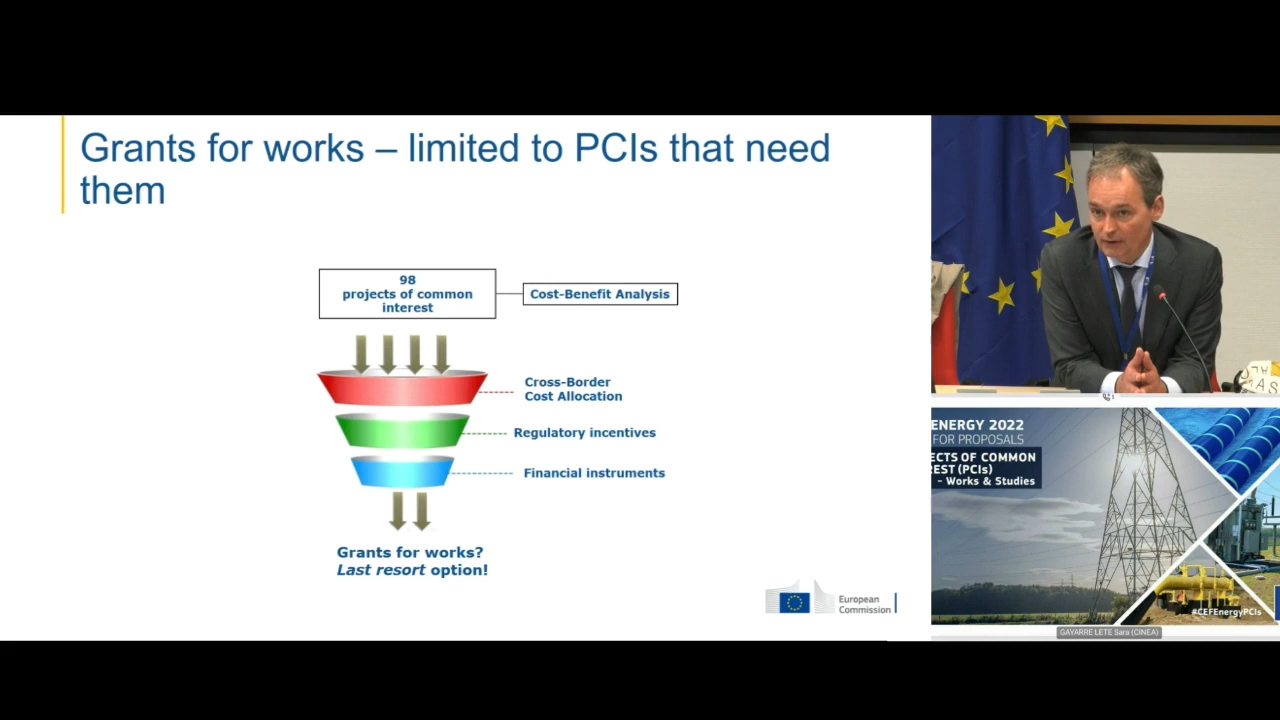 Grants for works – limited to PCIs that need
them
98
projects of common
interest
Cost-Benefit Analysis
Cross-Border
Cost Allocation
Regulatory incentives
Financial instruments
Grants for works?
Last resort option!
European
Commission
ENERGY 2022
FOR PROPOSALS
ECTS OF COMMON
REST (PCIs)
- Works & Studies
#CEFEnergyPCIs
GAYARRE LETE Sara (CINEA)